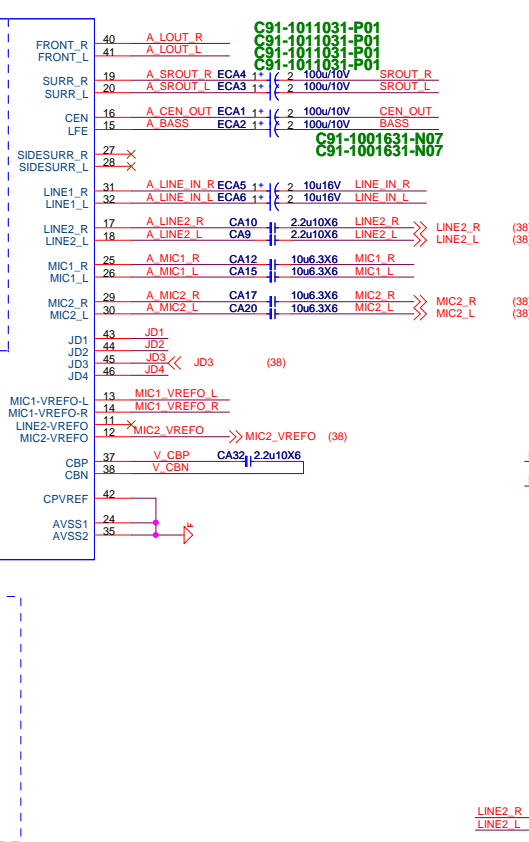 C91-1011031-P01
C91-1011031-P01
C91-1011031-P01
C91-1011031-P01
FRONT_R 40 A_LOUT_R
FRONT_L 41 A_LOUT_L
SURR_R 19 A_SROUT_R ECA4 1+ 2 100u/10V SROUT_R
SURR_L 20 A_SROUT_L ECA3 1+ 2 100u/10V SROUT_L
CEN 16 A_CEN_OUT ECA1 1+ 2 100u/10V CEN_OUT
LFE 15 A_BASS ECA2 1+ 2 100u/10V BASS
C91-1001631-N07
C91-1001631-N07
SIDESURR_R 27
SIDESURR_L 28
LINE1_R 31 A_LINE_IN_R ECA5 1+ 2 10u16V LINE_IN_R
LINE1_L 32 A_LINE_IN_L ECA6 1+ 2 10u16V LINE_IN_L
LINE2_R 17 A_LINE2_R CA10 2.2u10X6 LINE2_R LINE2_R (38)
LINE2_L 18 A_LINE2_L CA9 2.2u10X6 LINE2_L LINE2_L (38)
MIC1_R 25 A_MIC1_R CA12 10u6.3X6 MIC1_R
MIC1_L 26 A_MIC1_L CA15 10u6.3X6 MIC1_L
MIC2_R 29 A_MIC2_R CA17 10u6.3X6 MIC2_R MIC2_R (38)
MIC2_L 30 A_MIC2_L CA20 10u6.3X6 MIC2_L MIC2_L (38)
JD1 43 JD1
JD2 44 JD2
JD3 45 JD3 JD3 (38)
JD4 46 JD4
MIC1-VREFO-L 13 MIC1_VREFO_L
MIC1-VREFO-R 14 MIC1_VREFO_R
LINE2-VREFO 11
MIC2-VREFO 12 MIC2_VREFO MIC2_VREFO (38)
CBP 37 V_CBP CA32 2.2u10X6
CBN 38 V_CBN
CPVREF 42
AVSS1 24
AVSS2 35
LINE2_R
LINE2_L